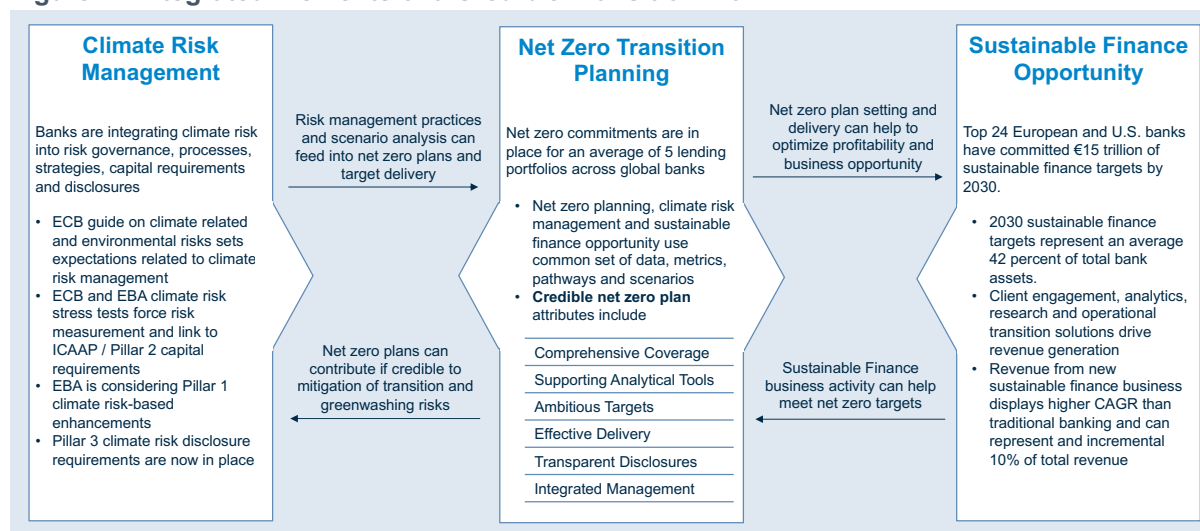 Climate Risk
Management
Banks are integrating climate risk
into risk governance, processes,
strategies, capital requirements
and disclosures
• ECB guide on climate related
and environmental risks sets
expectations related to climate
risk management
• ECB and EBA climate risk
stress tests force risk
measurement and link to
ICAAP / Pillar 2 capital
requirements
• EBA is considering Pillar 1
climate risk-based
enhancements
• Pillar 3 climate risk disclosure
requirements are now in place
Risk management practices
and scenario analysis can
feed into net zero plans and
target delivery
Net zero plans can
contribute if credible to
mitigation of transition and
greenwashing risks
Net Zero Transition
Planning
Net zero commitments are in
place for an average of 5 lending
portfolios across global banks
• Net zero planning, climate risk
management and sustainable
finance opportunity use
common set of data, metrics,
pathways and scenarios
• Credible net zero plan
attributes include
Comprehensive Coverage
Supporting Analytical Tools
Ambitious Targets
Effective Delivery
Transparent Disclosures
Integrated Management
Net zero plan setting and
delivery can help to
optimize profitability and
business opportunity
Sustainable Finance
business activity can help
meet net zero targets
Sustainable Finance
Opportunity
Top 24 European and U.S. banks
have committed €15 trillion of
sustainable finance targets by
2030.
• 2030 sustainable finance
targets represent an average
42 percent of total bank
assets.
• Client engagement, analytics,
research and operational
transition solutions drive
revenue generation
• Revenue from new
sustainable finance business
displays higher CAGR than
traditional banking and can
represent and incremental
10% of total revenue